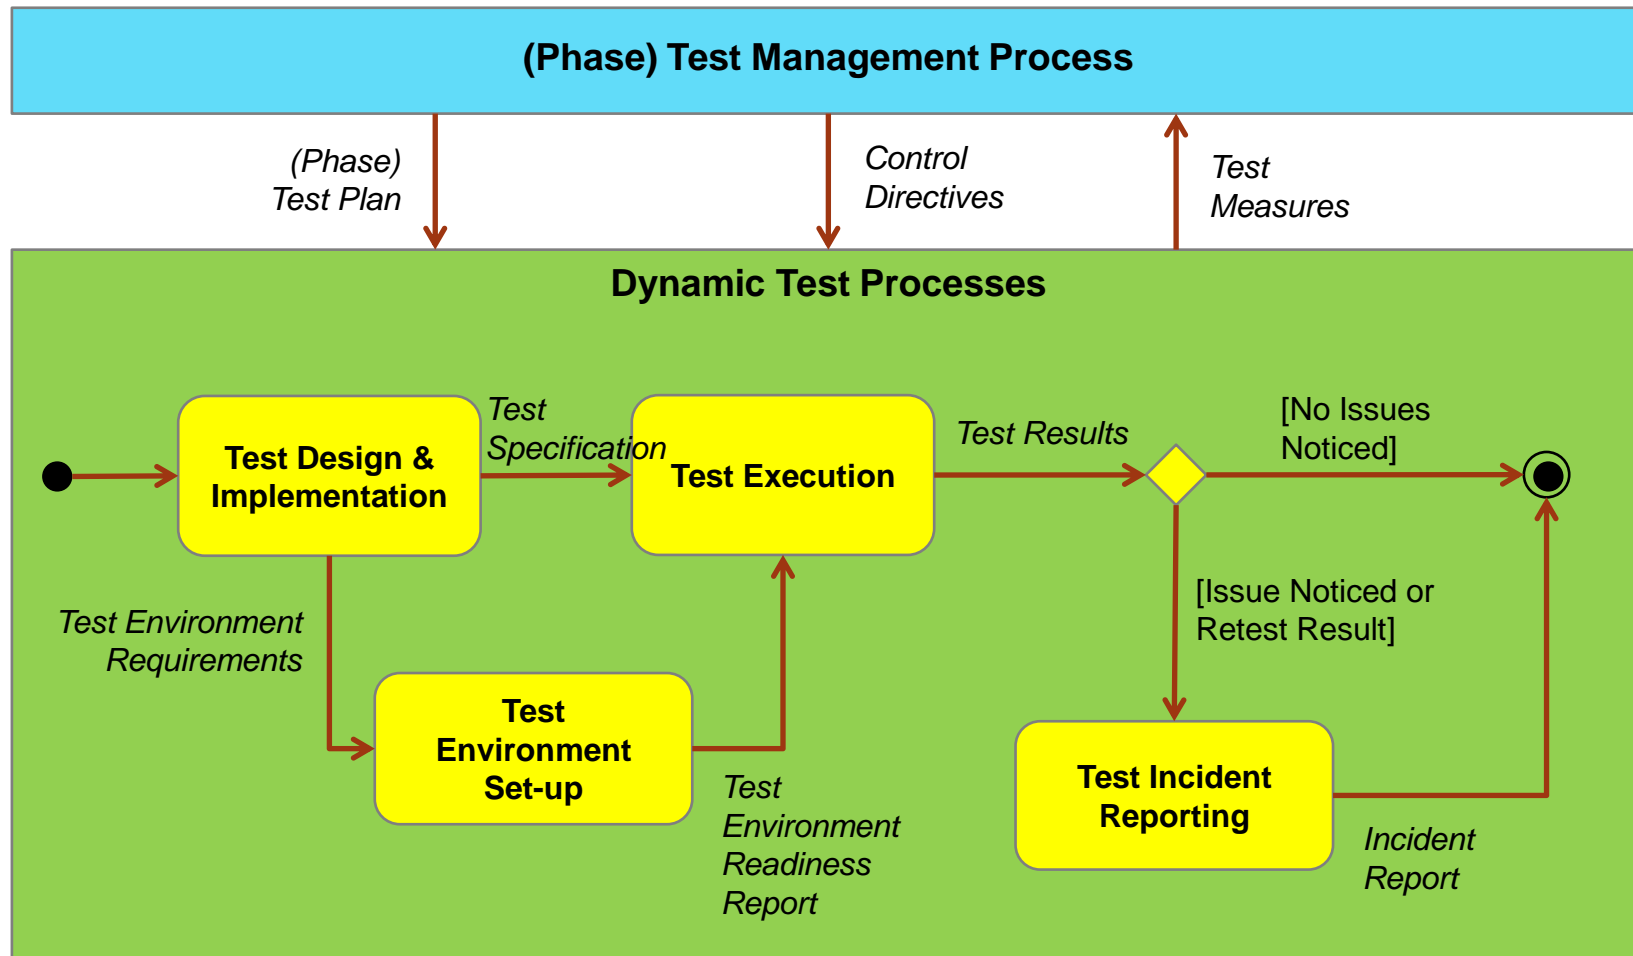 (Phase) Test Management Process
(Phase)
Test Plan
Control
Directives
Test
Measures
Dynamic Test Processes
Test Design &
Implementation
Test
Specification
Test Execution
Test Results
[No Issues
Noticed]
Test Environment
Requirements
[Issue Noticed or
Retest Result]
Test
Environment
Set-up
Test
Environment
Readiness
Report
Test Incident
Reporting
Incident
Report